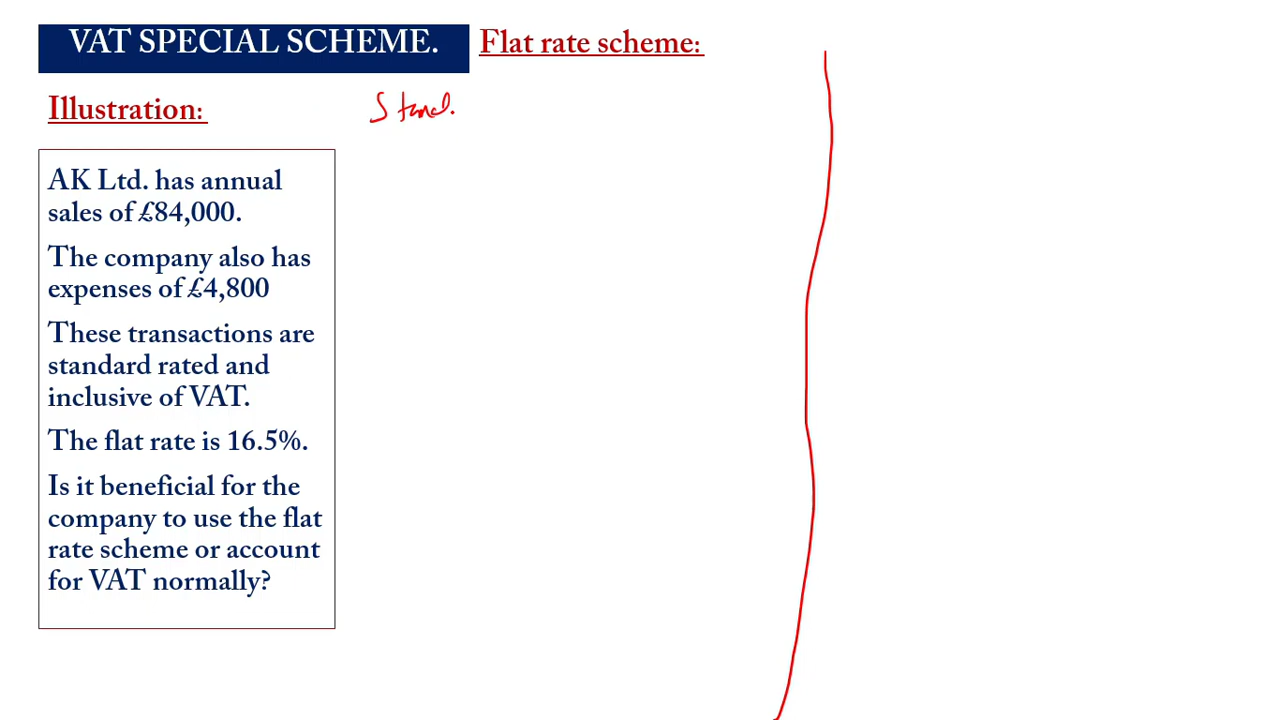 VAT SPECIAL SCHEME. Flat rate scheme:
Illustration: Stand.
AK Ltd. has annual
sales of £84,000.
The company also has
expenses of £4,800
These transactions are
standard rated and
inclusive of VAT.
The flat rate is 16.5%.
Is it beneficial for the
company to use the flat
rate scheme or account
for VAT normally?